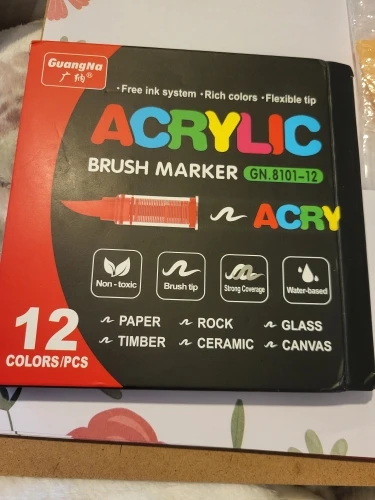 GuangNa
广纳®
·Free ink system ·Rich colors ·Flexible tip
ACRYLIC
BRUSH MARKER GN.8101-12
ACRY
Non-toxic
Brush tip
Strong Coverage
Water-based
12
COLORS/PCS
PAPER ROCK GLASS
TIMBER CERAMIC CANVAS